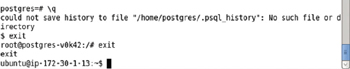 postgres=# \q
could not save history to file "/home/postgres/.psql_history": No such file or d
irectory
$ exit
root@postgres-v0k42:/# exit
exit
ubuntu@ip-172-30-1-13:~$